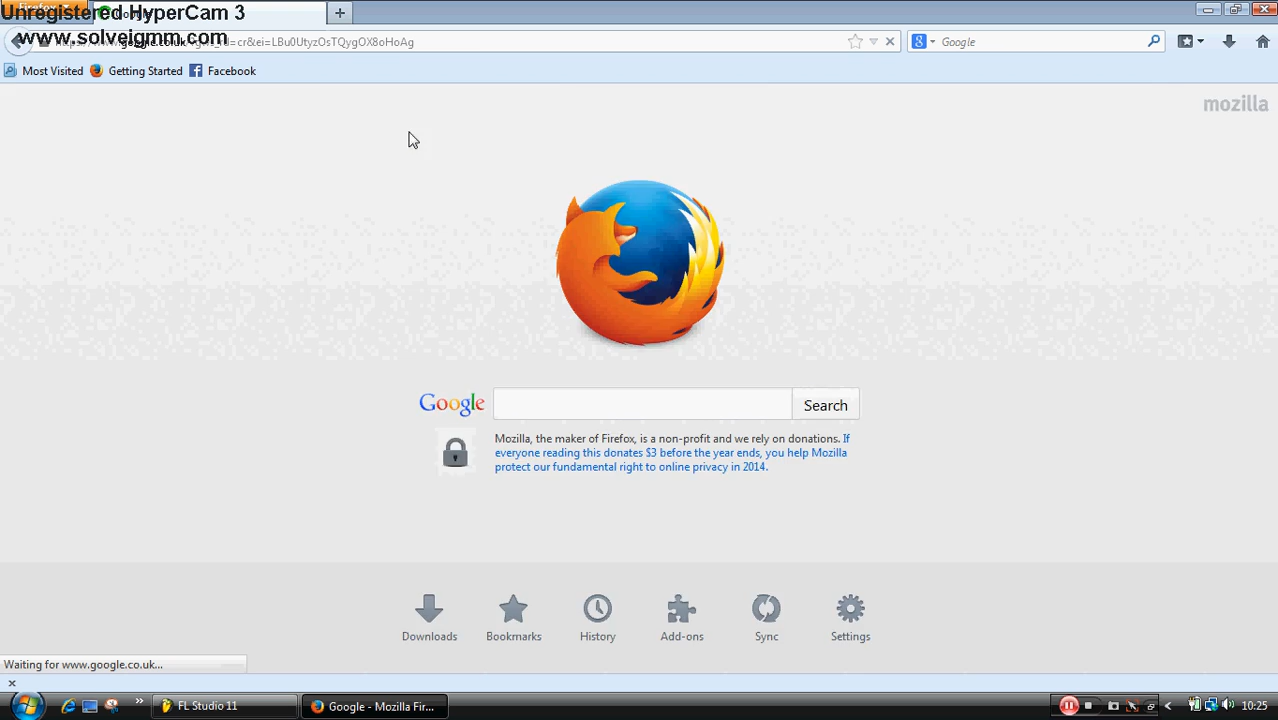 Unregistered HyperCam 3
www.solveigmm.com
cr&ei=LBu0UtyzOsTQygOX8oHoAg
Google
Most Visited
Getting Started
Facebook
mozilla
Google
Search
Mozilla, the maker of Firefox, is a non-profit and we rely on donations. If
everyone reading this donates $3 before the year ends, you help Mozilla
protect our fundamental right to online privacy in 2014.
Downloads
Bookmarks
History
Add-ons
Sync
Settings
Waiting for www.google.co.uk...
FL Studio 11
Google - Mozilla Fir...
10:25